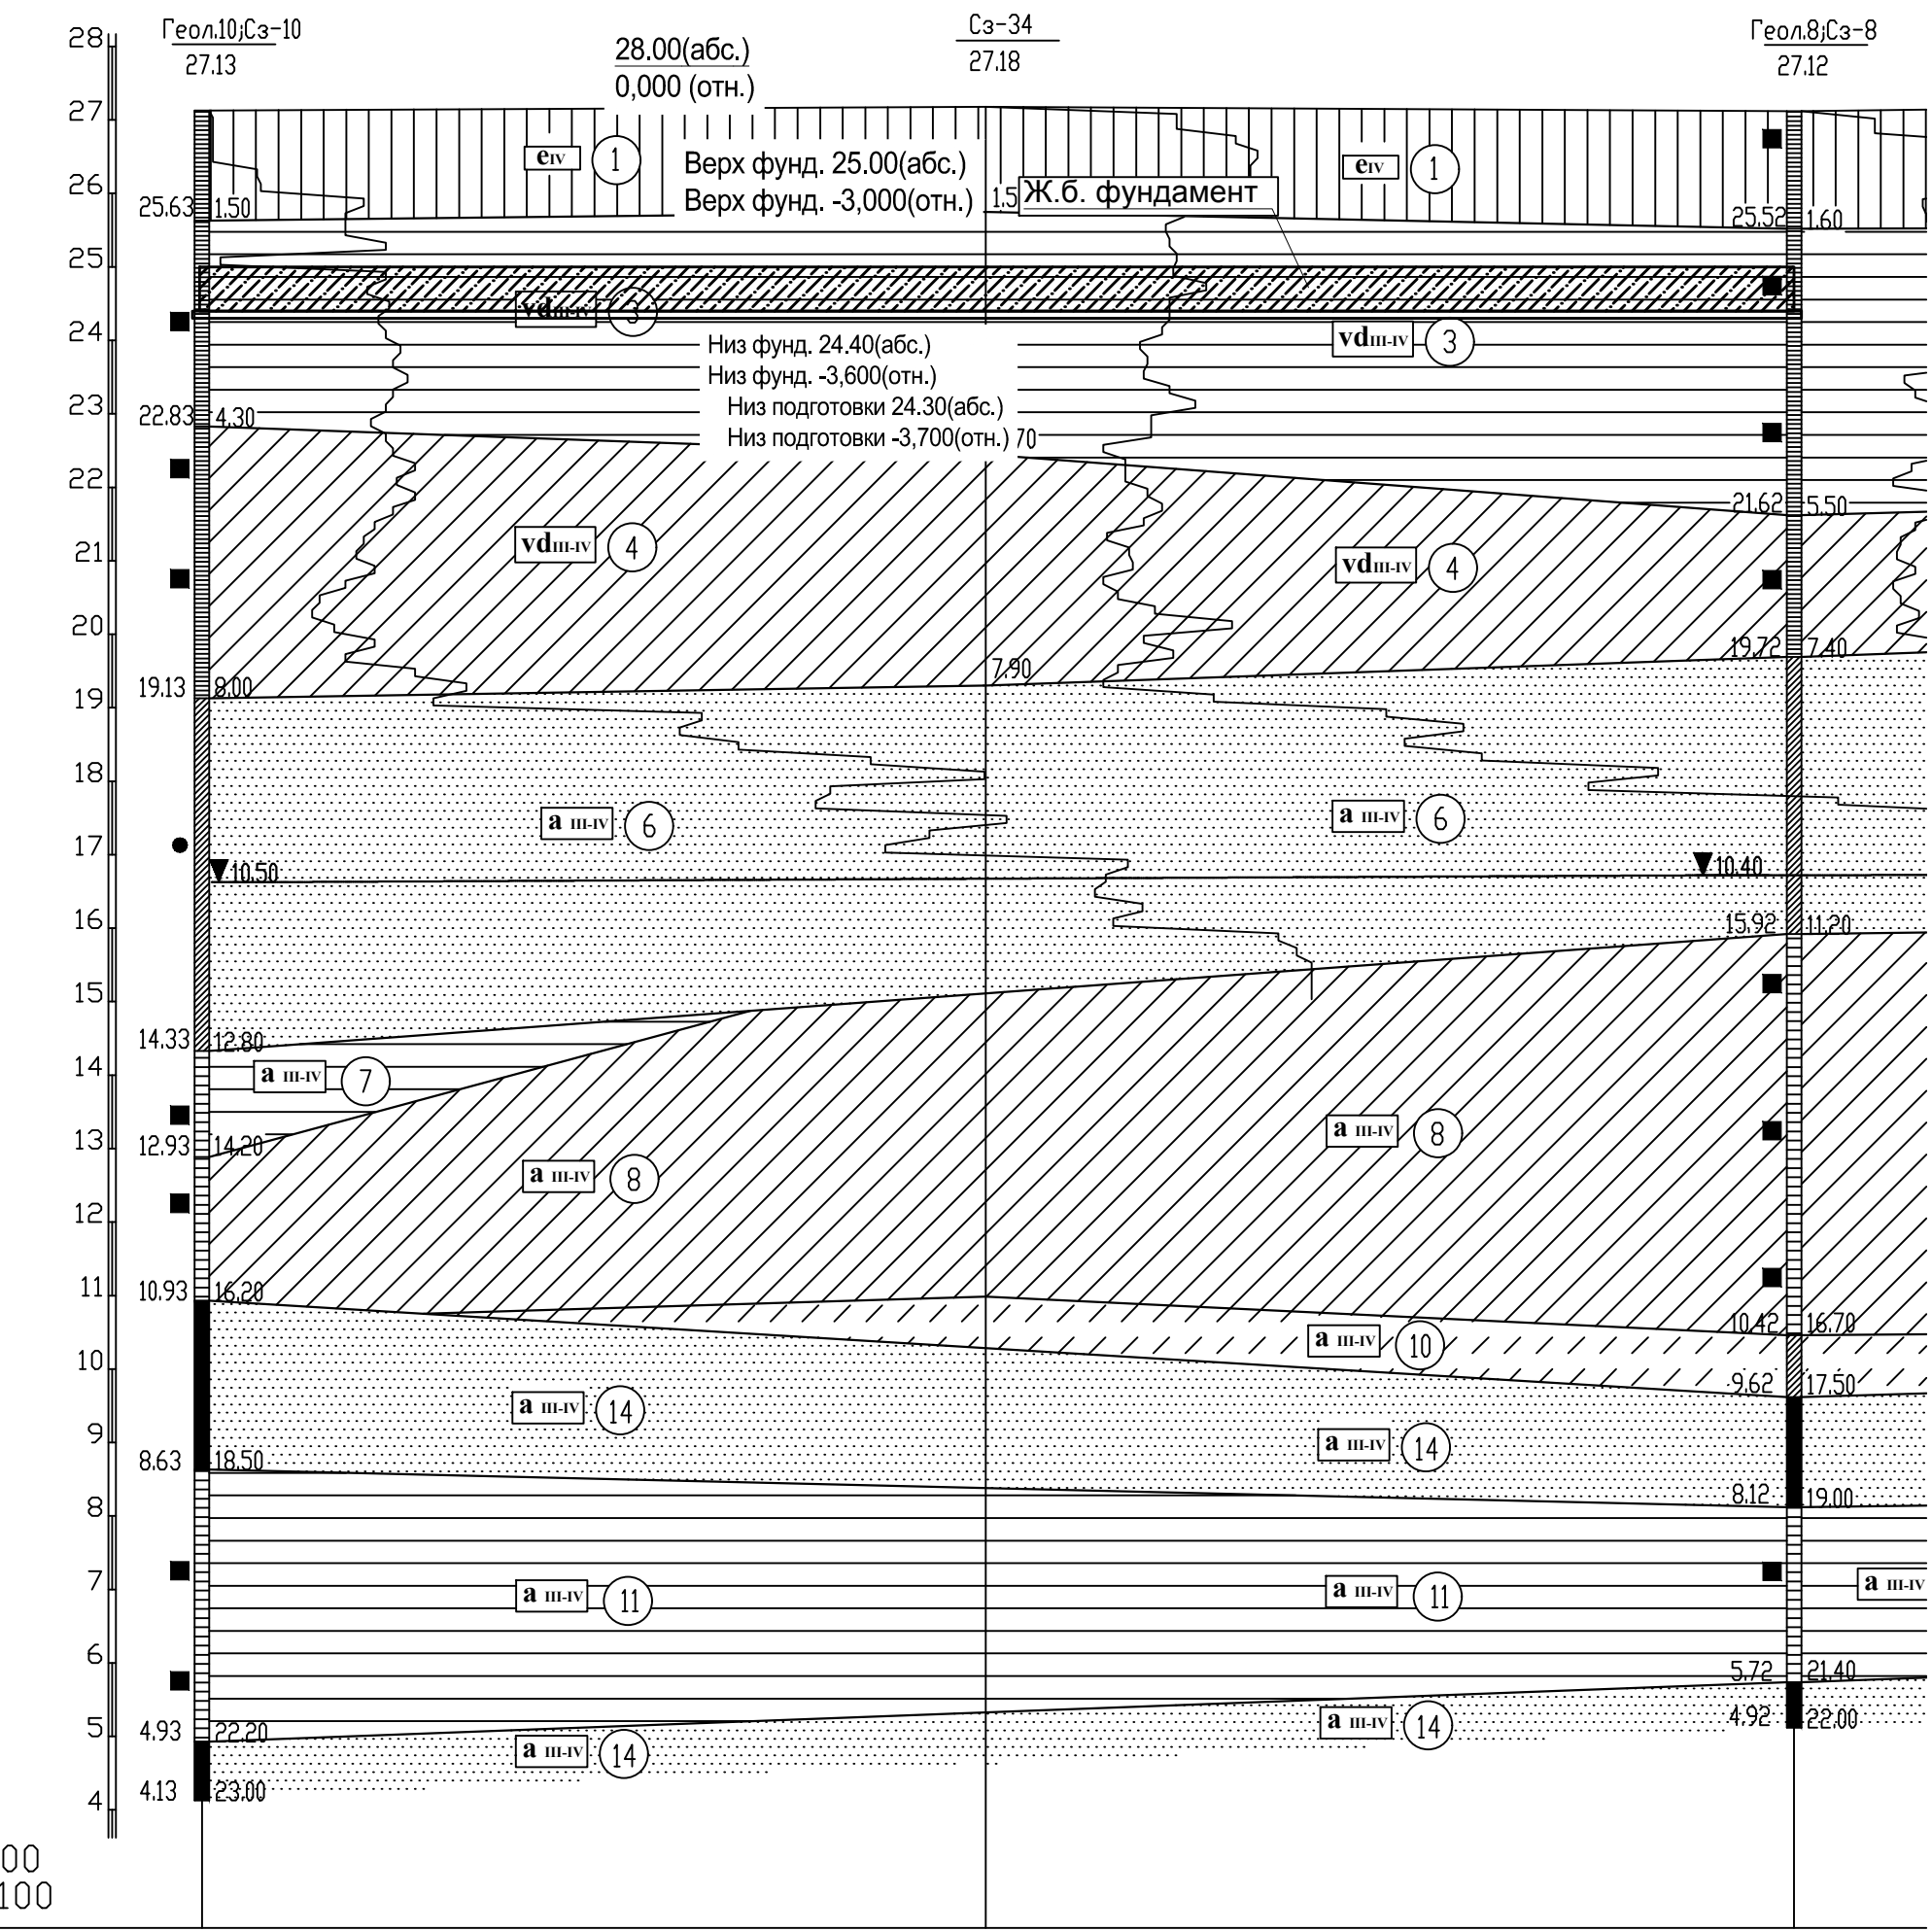 Геол.10;Сз-10
27.13
28.00(абс.)
0,000 (отн.)
Сз-34
27.18
Геол.8;Сз-8
27.12
28
27
26
25
24
23
22
21
20
19
18
17
16
15
14
13
12
11
10
9
8
7
6
5
4
eIV 1
Верх фунд. 25.00(абс.)
Верх фунд. -3,000(отн.)
eIV 1
25.63 1.50
1.5
Ж.б. фундамент
25.52 1.60
vdIII-IV 3
vdIII-IV 3
Низ фунд. 24.40(абс.)
Низ фунд. -3,600(отн.)
Низ подготовки 24.30(абс.)
Низ подготовки -3,700(отн.) 70
22.83 4.30
21.62 5.50
vdIII-IV 4
vdIII-IV 4
19.72 7.40
19.13 8.00
7.90
a III-IV 6
a III-IV 6
10.50
10.40
15.92 11.20
14.33 12.80
a III-IV 7
12.93 14.20
a III-IV 8
a III-IV 8
10.93 16.20
10.42 16.70
a III-IV 10
9.62 17.50
a III-IV 14
a III-IV 14
8.63 18.50
8.12 19.00
a III-IV 11
a III-IV 11
a III-IV
5.72 21.40
4.93 22.20
a III-IV 14
a III-IV 14
4.92 22.00
4.13 23.00
00
100